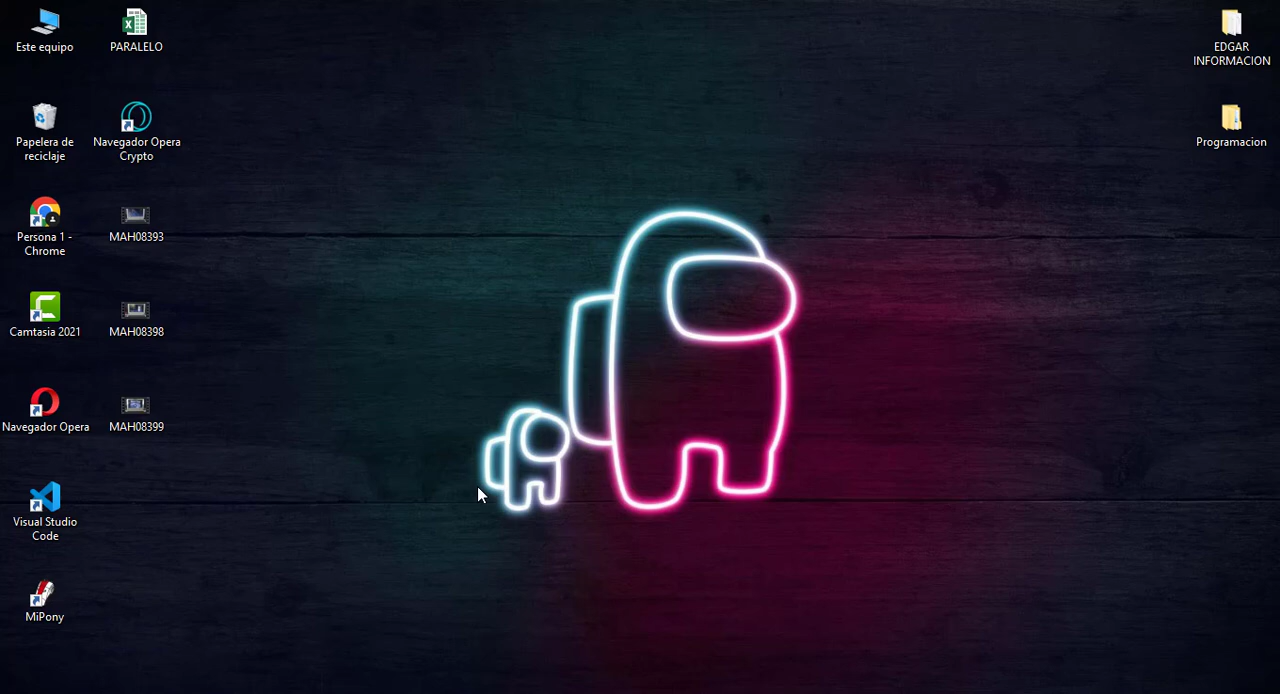 Este equipo
PARALELO
EDGAR
INFORMACION
Papelera de
reciclaje
Navegador Opera
Crypto
Programacion
Persona 1 -
Chrome
MAH08393
Camtasia 2021
MAH08398
Navegador Opera
MAH08399
Visual Studio
Code
MiPony